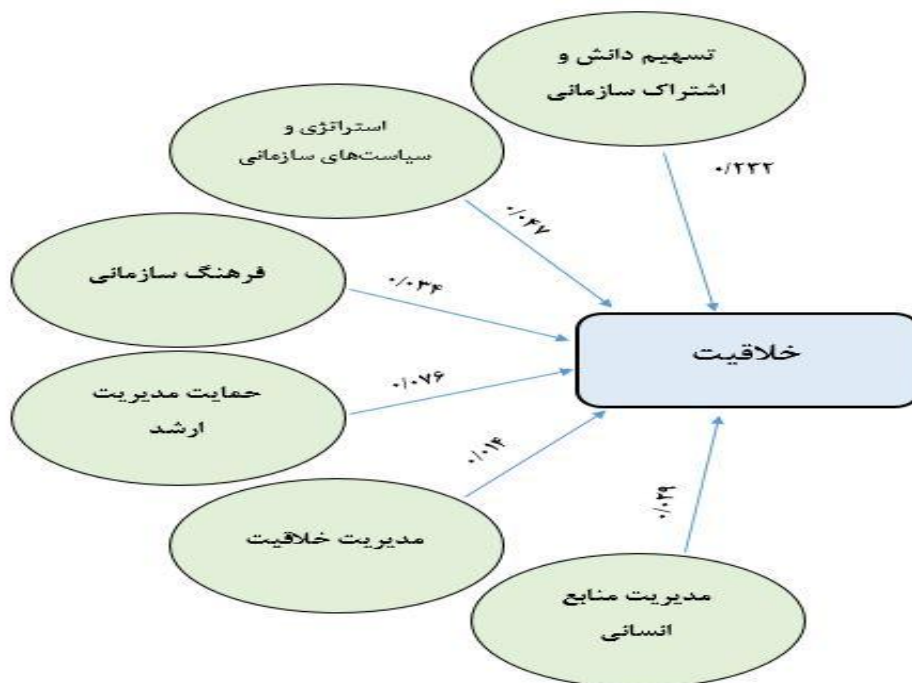 تسهیم دانش و
اشتراک سازمانی
۰/۲۳۲
استراتژی و
سیاست‌های سازمانی
۰/۰۴۷
فرهنگ سازمانی
۰/۰۳۴
خلاقیت
حمایت مدیریت
ارشد
۰/۰۷۶
مدیریت خلاقیت
۰/۰۱۴
مدیریت منابع
انسانی
۰/۰۲۹